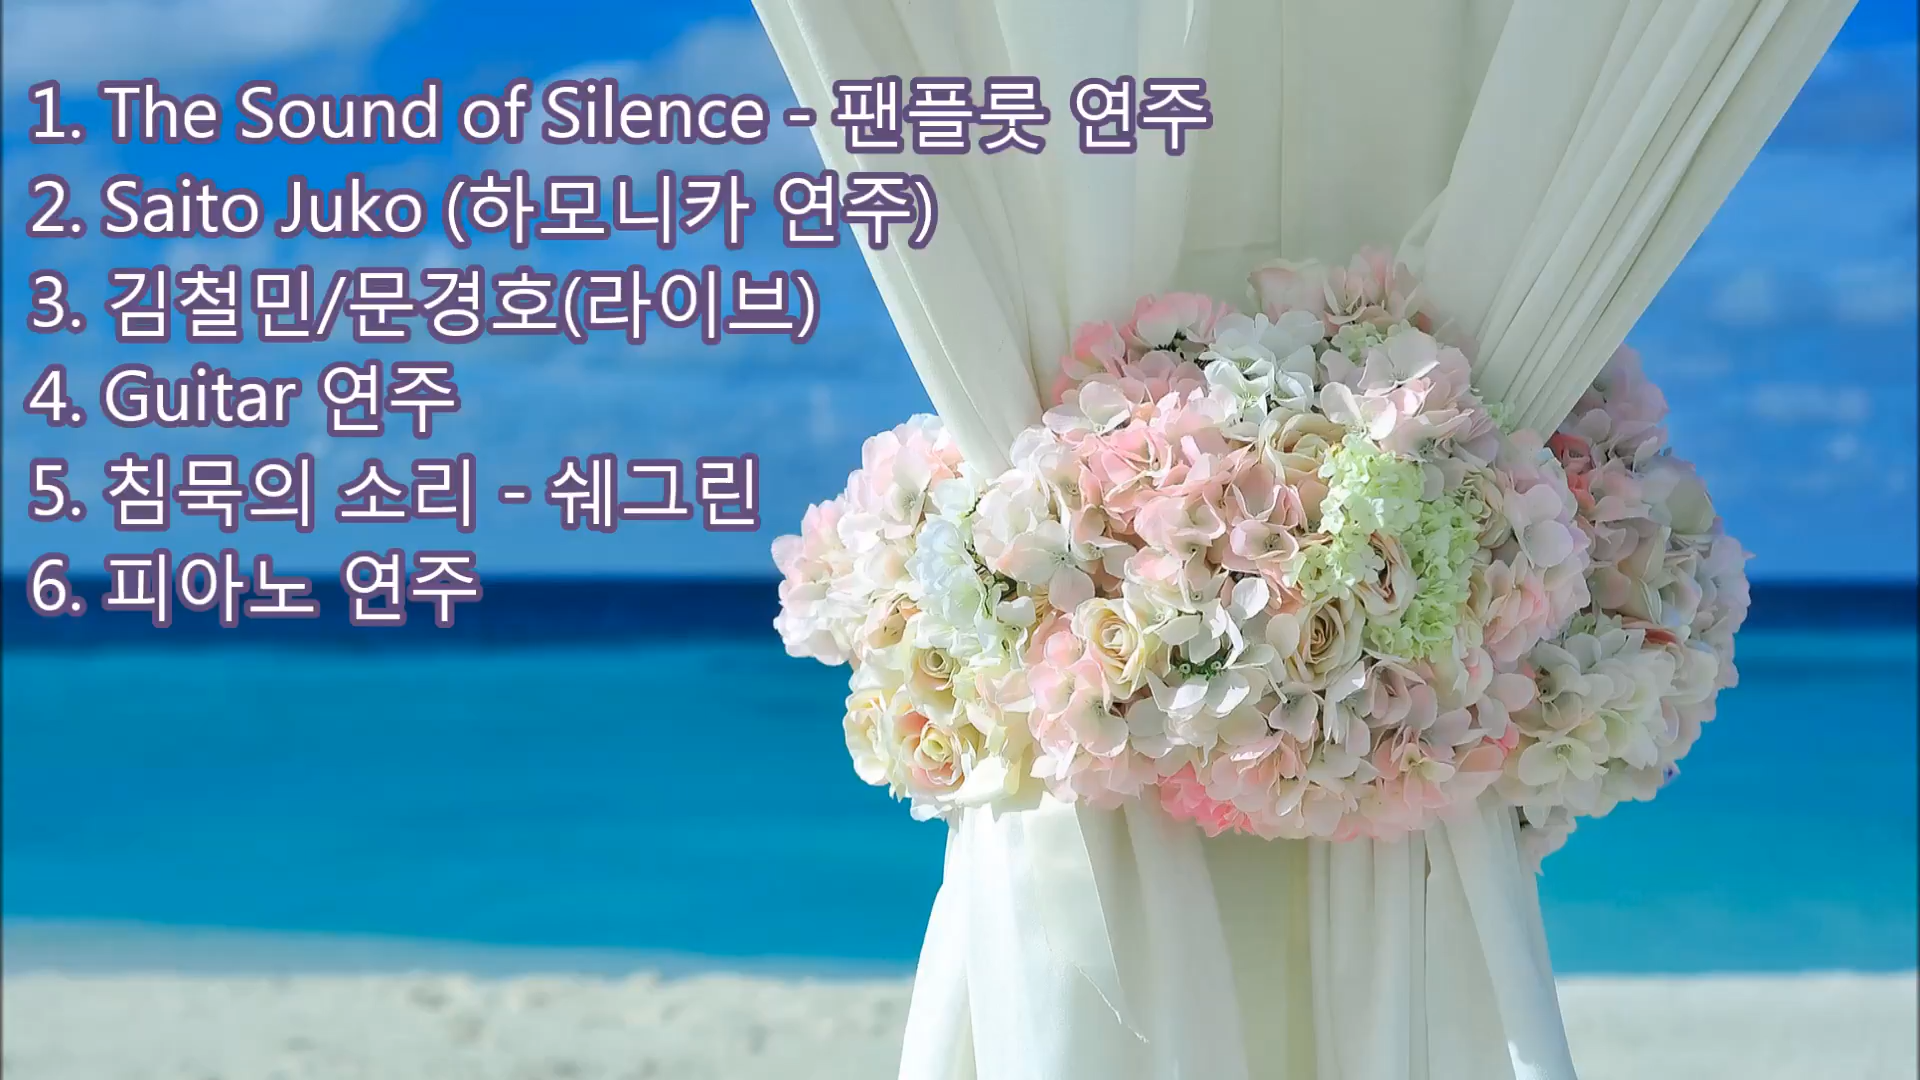 1. The Sound of Silence - 팬플룻 연주
2. Saito Juko (하모니카 연주)
3. 김철민/문경호(라이브)
4. Guitar 연주
5. 침묵의 소리 - 쉐그린
6. 피아노 연주